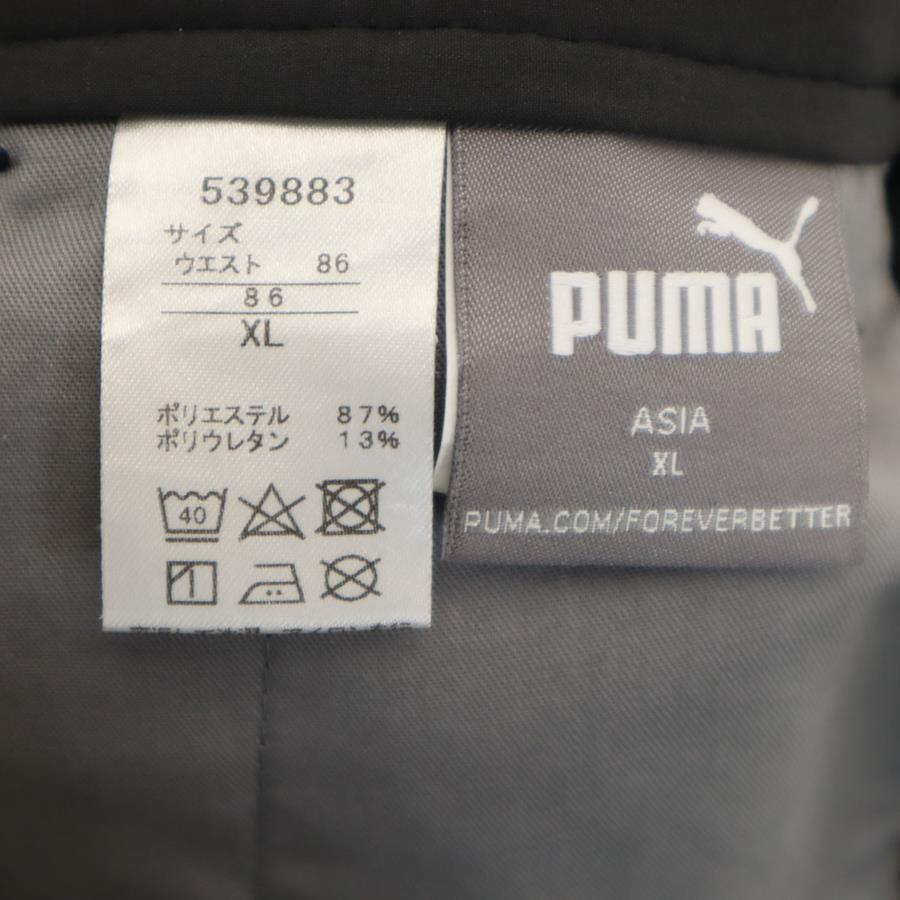 539883
サイズ
ウエスト 86
86
XL
ポリエステル 87%
ポリウレタン 13%
40
PUMA
ASIA
XL
PUMA.COM/FOREVERBETTER